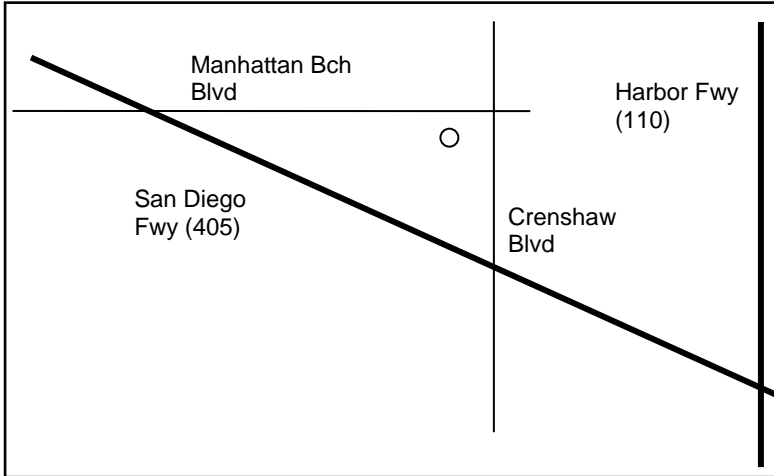 Manhattan Bch
Blvd
Harbor Fwy
(110)
San Diego
Fwy (405)
Crenshaw
Blvd